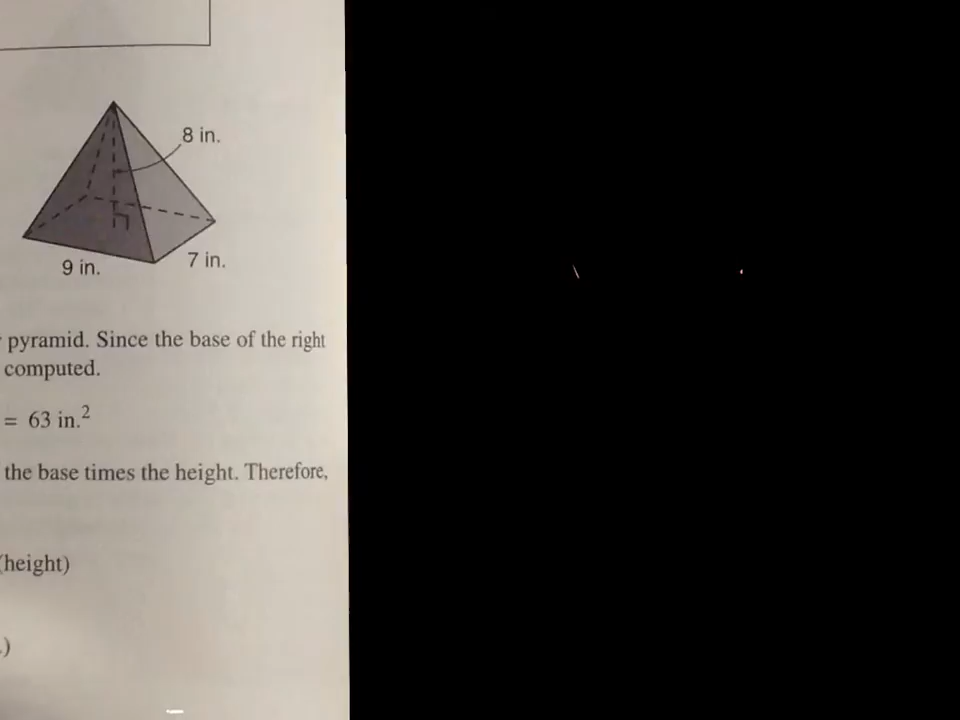 8 in.
9 in.
7 in.
pyramid. Since the base of the right
computed.
= 63 in.²
the base times the height. Therefore,
(height)
.)